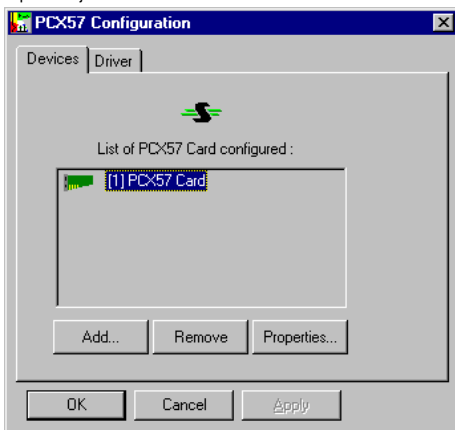 PCX57 Configuration
Devices Driver
List of PCX57 Card configured :
[1] PCX57 Card
Add... Remove Properties...
OK Cancel Apply